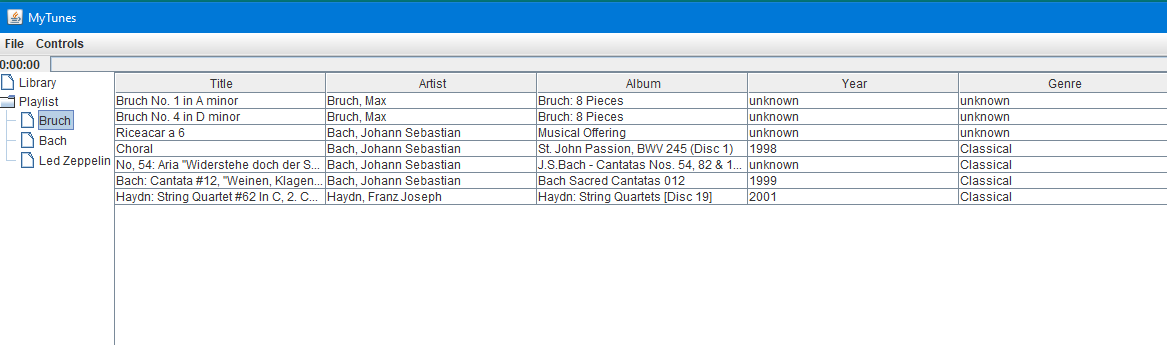 MyTunes
File Controls
0:00:00
Library
Playlist
Bruch
Bach
Led Zeppelin
Title Artist Album Year Genre
Bruch No. 1 in A minor Bruch, Max Bruch: 8 Pieces unknown unknown
Bruch No. 4 in D minor Bruch, Max Bruch: 8 Pieces unknown unknown
Riceacar a 6 Bach, Johann Sebastian Musical Offering unknown unknown
Choral Bach, Johann Sebastian St. John Passion, BWV 245 (Disc 1) 1998 Classical
No, 54: Aria "Widerstehe doch der S... Bach, Johann Sebastian J.S.Bach - Cantatas Nos. 54, 82 & 1... unknown Classical
Bach: Cantata #12, "Weinen, Klagen... Bach, Johann Sebastian Bach Sacred Cantatas 012 1999 Classical
Haydn: String Quartet #62 In C, 2. C... Haydn, Franz Joseph Haydn: String Quartets [Disc 19] 2001 Classical